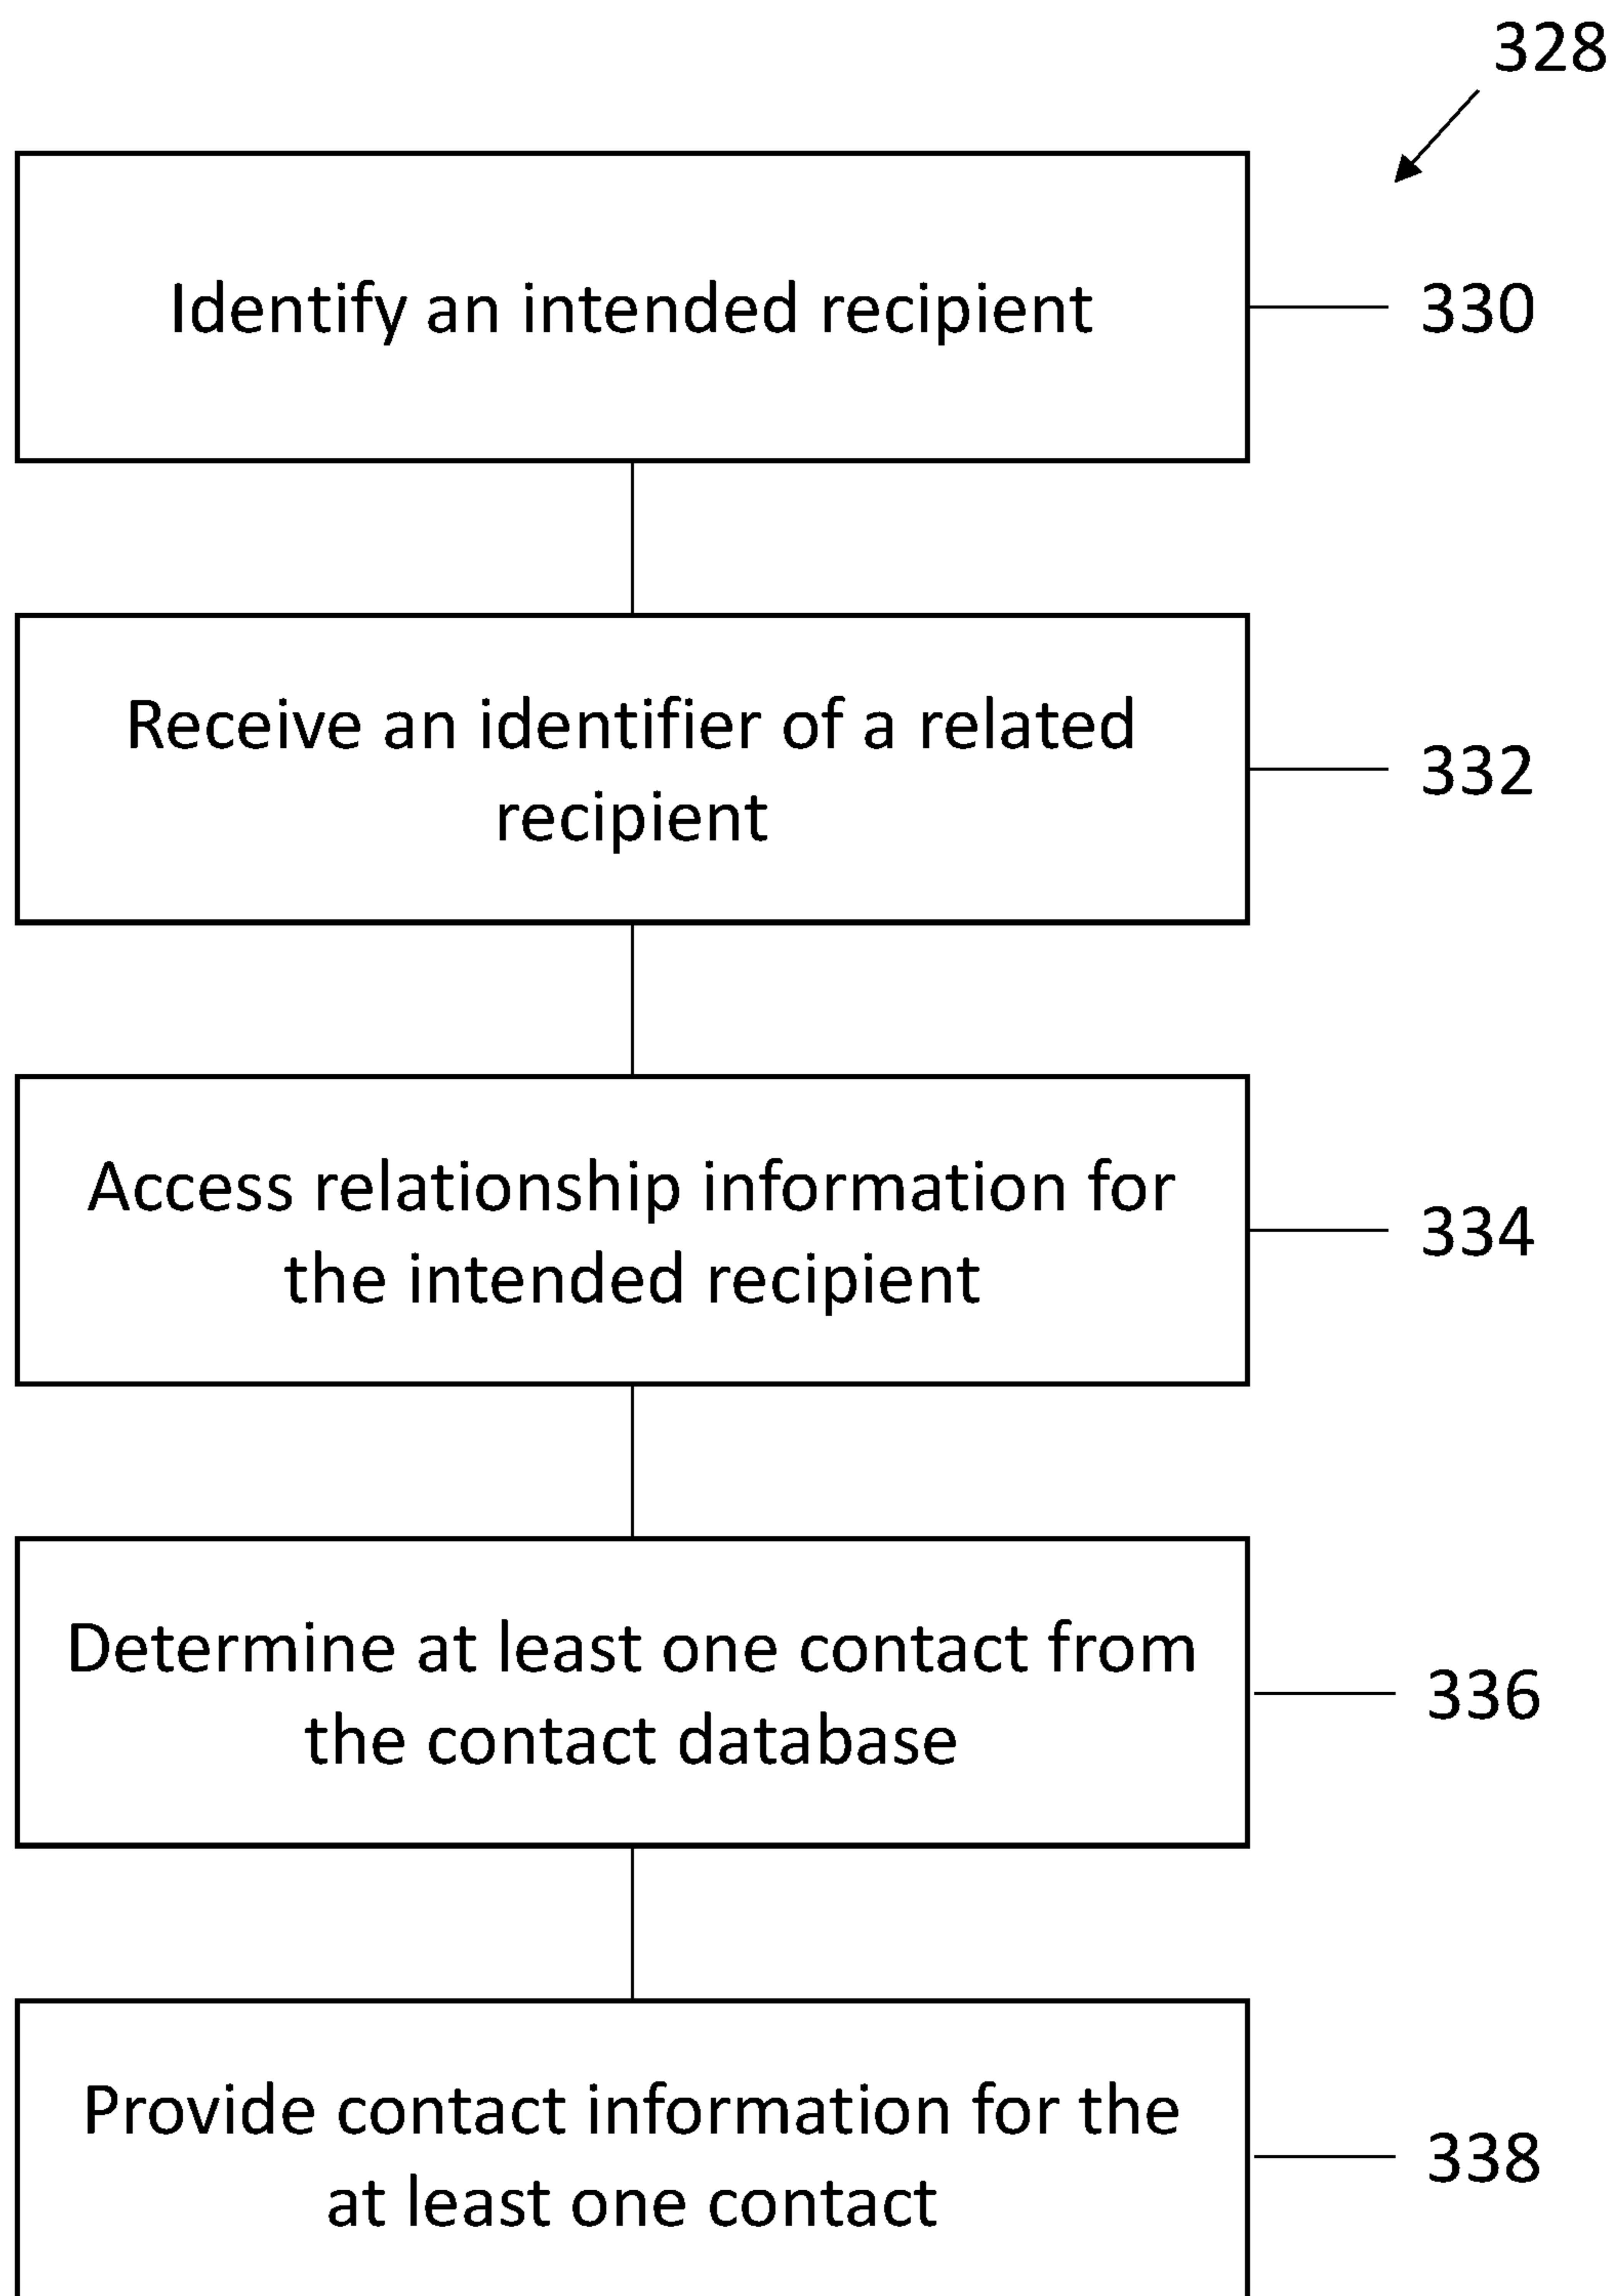 328
Identify an intended recipient
330
Receive an identifier of a related
recipient
332
Access relationship information for
the intended recipient
334
Determine at least one contact from
the contact database
336
Provide contact information for the
at least one contact
338